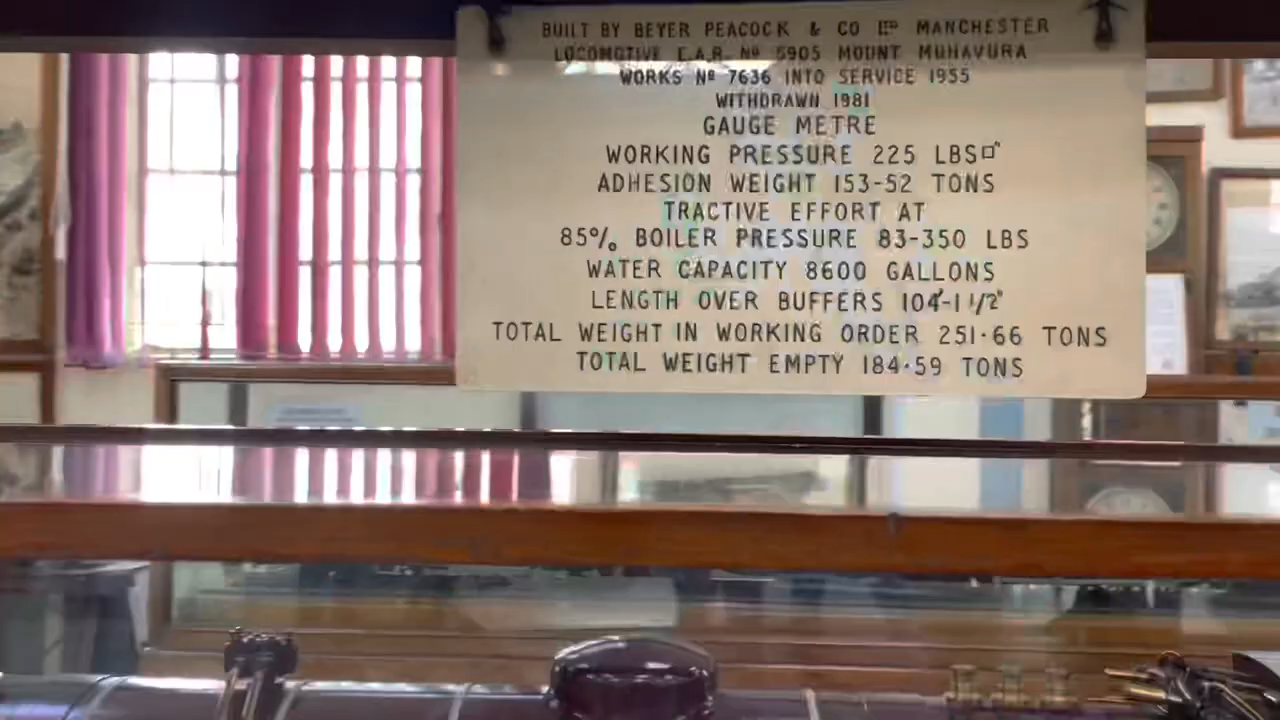 BUILT BY BEYER PEACOCK & CO LTD MANCHESTER
LOCOMOTIVE E.A.R. Nº 5905 MOUNT MUHAVURA
WORKS Nº 7636 INTO SERVICE 1955
WITHDRAWN 1981
GAUGE METRE
WORKING PRESSURE 225 LBS□"
ADHESION WEIGHT 153-52 TONS
TRACTIVE EFFORT AT
85% BOILER PRESSURE 83-350 LBS
WATER CAPACITY 8600 GALLONS
LENGTH OVER BUFFERS 104'-1 1/2"
TOTAL WEIGHT IN WORKING ORDER 251·66 TONS
TOTAL WEIGHT EMPTY 184·59 TONS